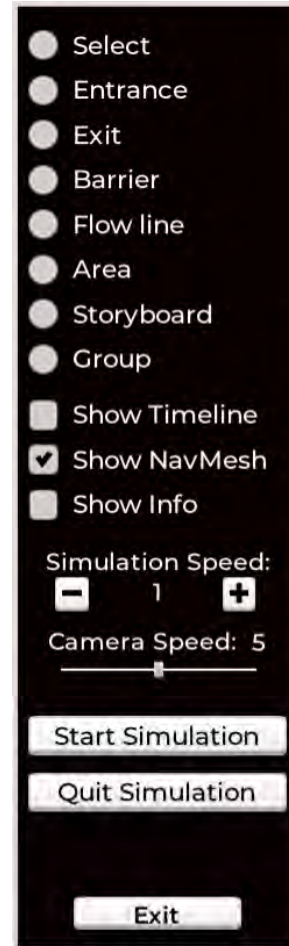 Select
Entrance
Exit
Barrier
Flow line
Area
Storyboard
Group
Show Timeline
Show NavMesh
Show Info
Simulation Speed:
1
Camera Speed: 5
Start Simulation
Quit Simulation
Exit